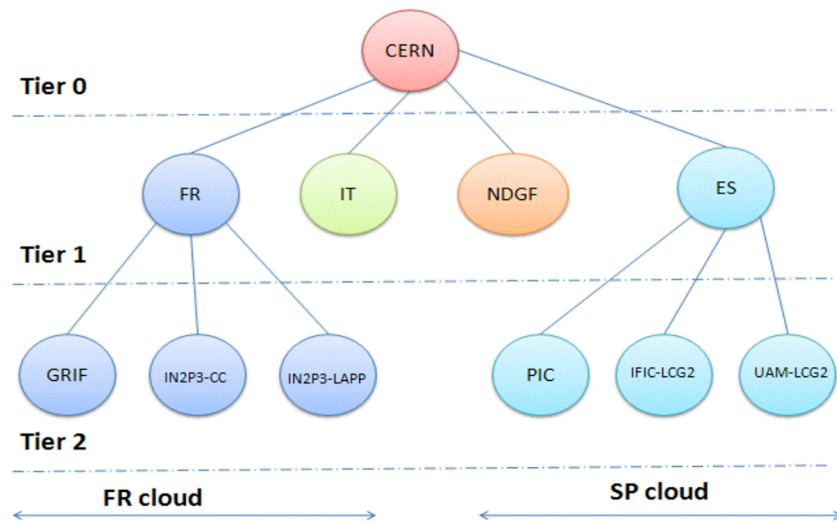 CERN
Tier 0
FR
IT
NDGF
ES
Tier 1
GRIF
IN2P3-CC
IN2P3-LAPP
PIC
IFIC-LCG2
UAM-LCG2
Tier 2
FR cloud
SP cloud